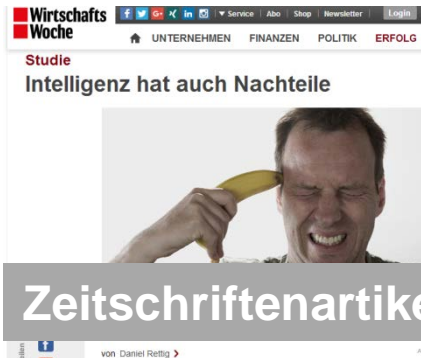 Wirtschafts
Woche
Service | Abo | Shop | Newsletter | Login
UNTERNEHMEN FINANZEN POLITIK ERFOLG
Studie
Intelligenz hat auch Nachteile
Zeitschriftenartike
von Daniel Rettig